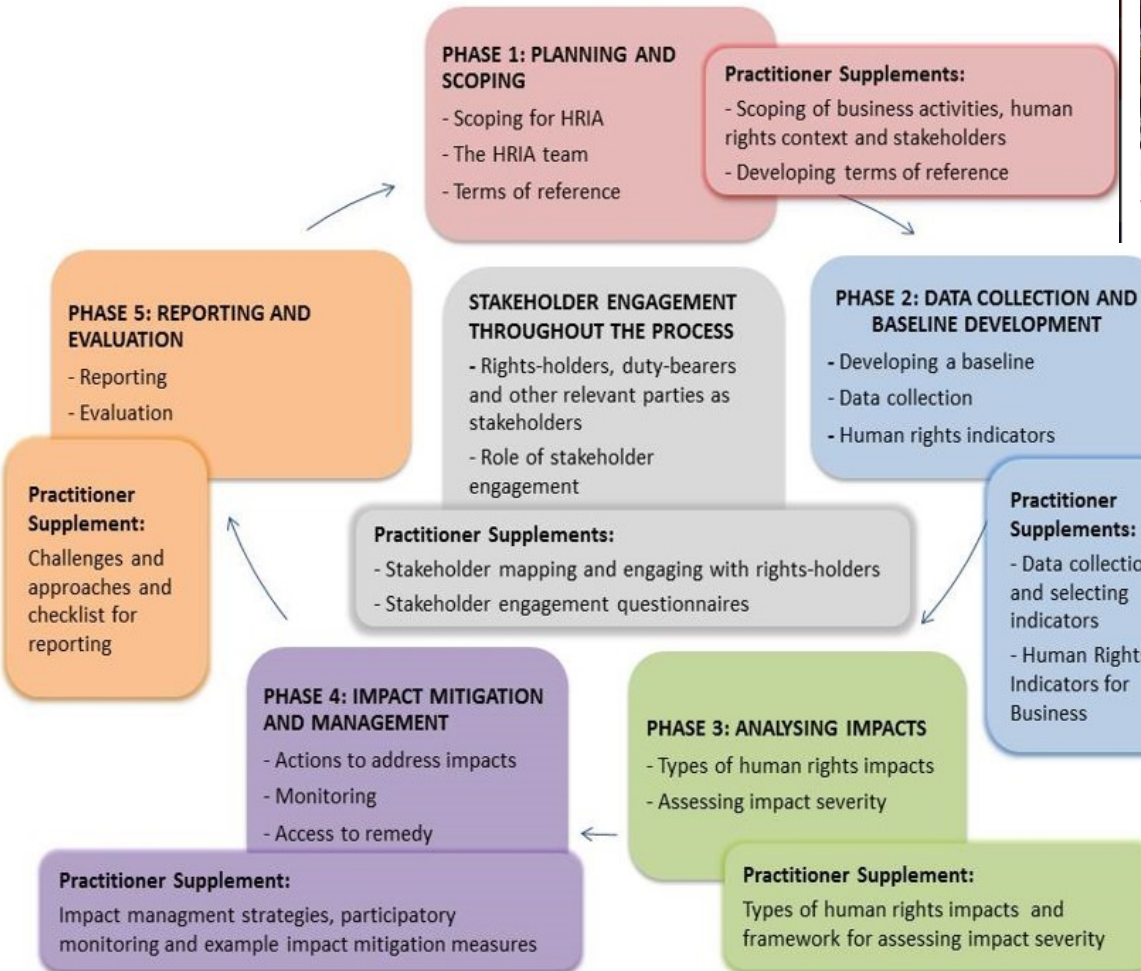 PHASE 1: PLANNING AND
SCOPING
- Scoping for HRIA
- The HRIA team
- Terms of reference
Practitioner Supplements:
- Scoping of business activities, human
rights context and stakeholders
- Developing terms of reference
PHASE 2: DATA COLLECTION AND
BASELINE DEVELOPMENT
- Developing a baseline
- Data collection
- Human rights indicators
Practitioner
Supplements:
- Data collectio
and selecting
indicators
- Human Right
Indicators for
Business
PHASE 3: ANALYSING IMPACTS
- Types of human rights impacts
- Assessing impact severity
Practitioner Supplement:
Types of human rights impacts and
framework for assessing impact severity
PHASE 4: IMPACT MITIGATION
AND MANAGEMENT
- Actions to address impacts
- Monitoring
- Access to remedy
Practitioner Supplement:
Impact managment strategies, participatory
monitoring and example impact mitigation measures
PHASE 5: REPORTING AND
EVALUATION
- Reporting
- Evaluation
Practitioner
Supplement:
Challenges and
approaches and
checklist for
reporting
STAKEHOLDER ENGAGEMENT
THROUGHOUT THE PROCESS
- Rights-holders, duty-bearers
and other relevant parties as
stakeholders
- Role of stakeholder
engagement
Practitioner Supplements:
- Stakeholder mapping and engaging with rights-holders
- Stakeholder engagement questionnaires